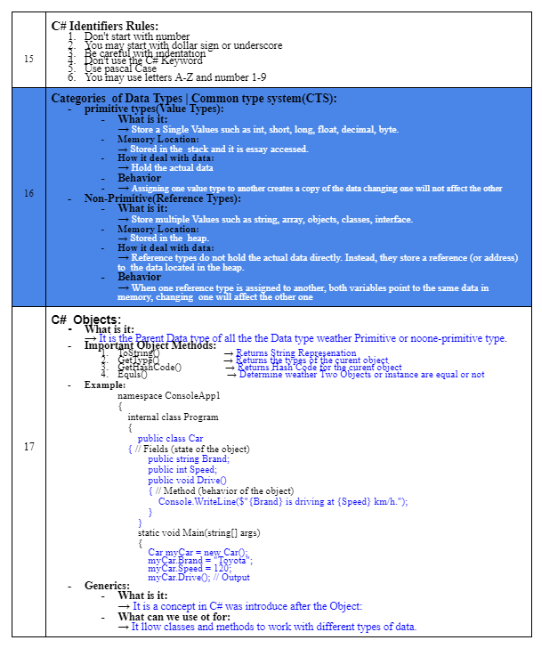 15
C# Identifiers Rules:
1. Don't start with number
2. You may start with dollar sign or underscore
3. Be careful with indentation
4. Don't use the C# Keyword
5. Use pascal Case
6. You may use letters A-Z and number 1-9
16
Categories of Data Types | Common type system(CTS):
- primitive types(Value Types):
- What is it:
→ Store a Single Values such as int, short, long, float, decimal, byte.
- Memory Location:
→ Stored in the stack and it is essay accessed.
- How it deal with data:
→ Hold the actual data
- Behavior
- → Assigning one value type to another creates a copy of the data changing one will not affect the other
- Non-Primitive(Reference Types):
- What is it:
→ Store multiple Values such as string, array, objects, classes, interface.
- Memory Location:
→ Stored in the heap.
- How it deal with data:
→ Reference types do not hold the actual data directly. Instead, they store a reference (or address)
to the data located in the heap.
- Behavior
→ When one reference type is assigned to another, both variables point to the same data in
memory, changing one will affect the other one
17
C# Objects:
- What is it:
→ It is the Parent Data type of all the the Data type weather Primitive or noone-primitive type.
- Important Object Methods:
1. ToString() → Returns String Represenation
2. GetType() → Returns the types of the curent object
3. GetHashCode() → Returns Hash Code for the curent object
4. Equls() → Determine weather Two Objects or instance are equal or not
- Example:
namespace ConsoleApp1
{
internal class Program
{
public class Car
{ // Fields (state of the object)
public string Brand;
public int Speed;
public void Drive()
{ // Method (behavior of the object)
Console.WriteLine($"{Brand} is driving at {Speed} km/h.");
}
}
static void Main(string[] args)
{
Car myCar = new Car();
myCar.Brand = "Toyota";
myCar.Speed = 120;
myCar.Drive(); // Output
- Generics:
- What is it:
→ It is a concept in C# was introduce after the Object:
- What can we use ot for:
→ It llow classes and methods to work with different types of data.